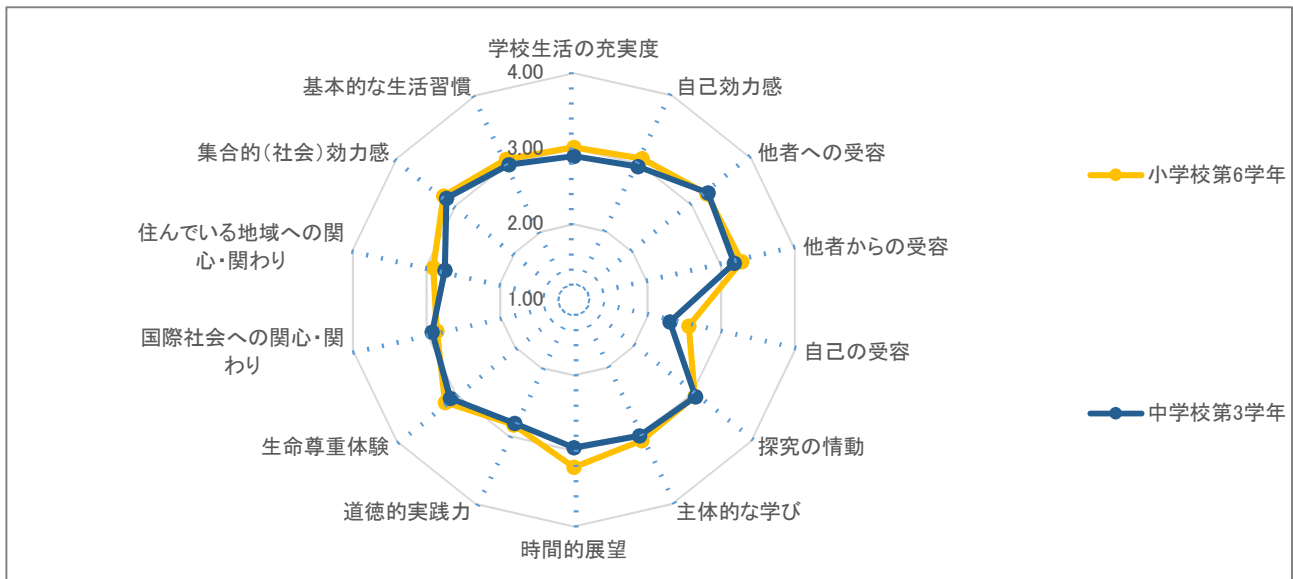 学校生活の充実度
4.00
自己効力感
基本的な生活習慣
3.00
他者への受容
集合的(社会)効力感
2.00
小学校第6学年
住んでいる地域への関
心・関わり
他者からの受容
1.00
国際社会への関心・関
わり
自己の受容
中学校第3学年
生命尊重体験
探究の情動
道徳的実践力
主体的な学び
時間的展望